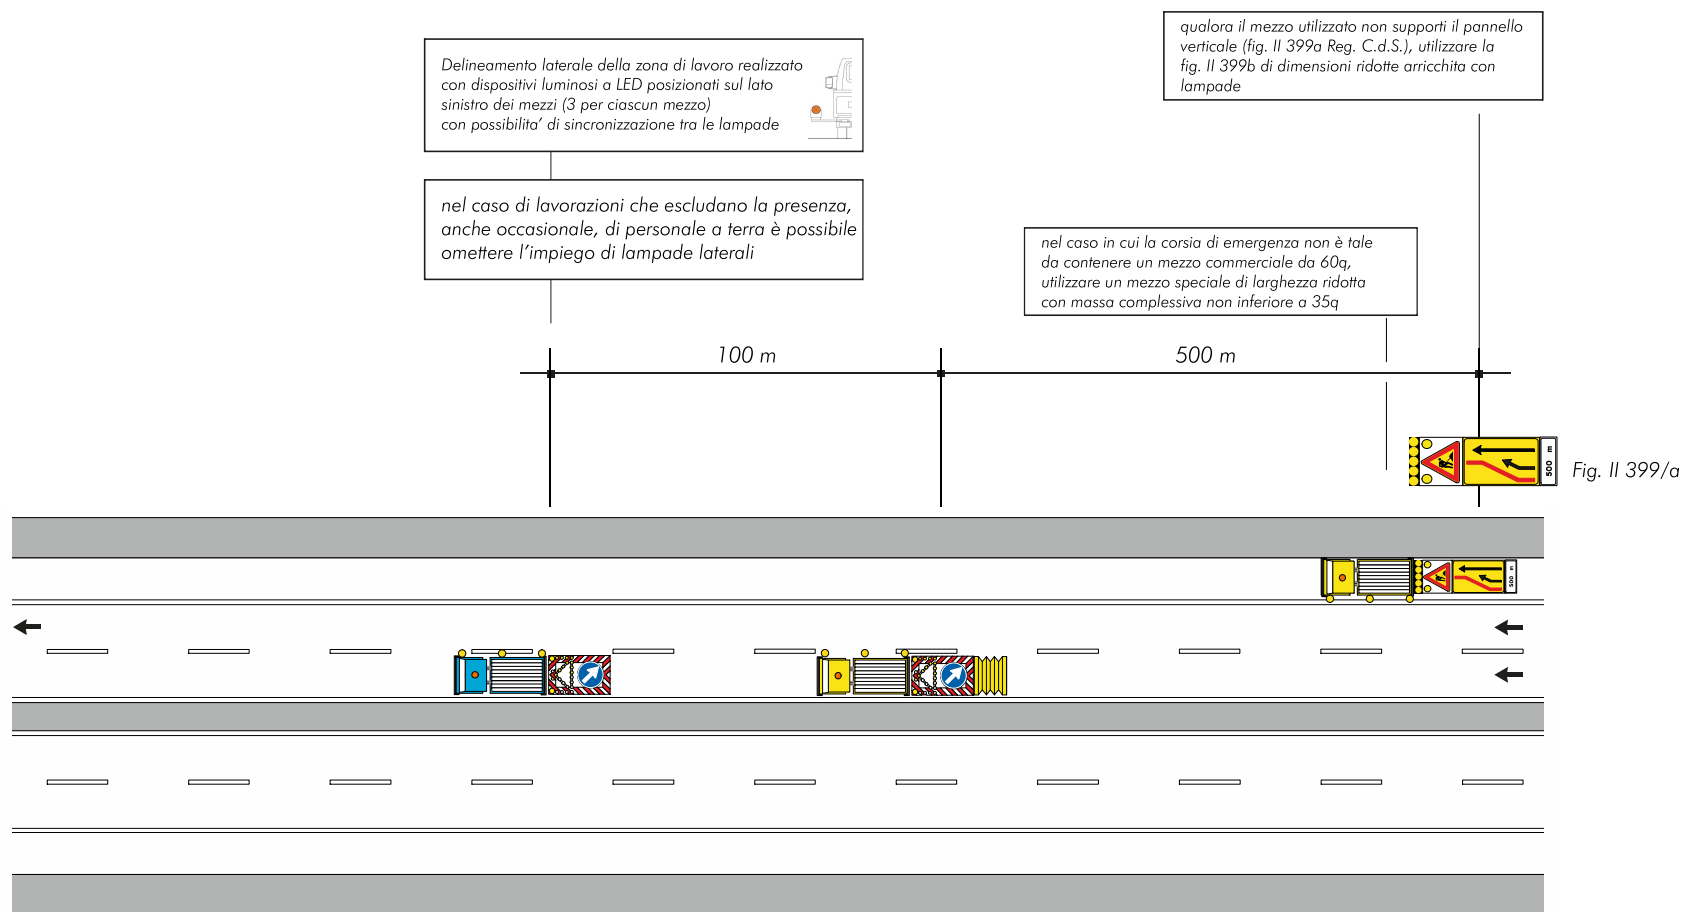 qualora il mezzo utilizzato non supporti il pannello
verticale (fig. II 399a Reg. C.d.S.), utilizzare la
fig. II 399b di dimensioni ridotte arricchita con
lampade
Delineamento laterale della zona di lavoro realizzato
con dispositivi luminosi a LED posizionati sul lato
sinistro dei mezzi (3 per ciascun mezzo)
con possibilita' di sincronizzazione tra le lampade
nel caso di lavorazioni che escludano la presenza,
anche occasionale, di personale a terra è possibile
omettere l'impiego di lampade laterali
nel caso in cui la corsia di emergenza non è tale
da contenere un mezzo commerciale da 60q,
utilizzare un mezzo speciale di larghezza ridotta
con massa complessiva non inferiore a 35q
100 m
500 m
500 m
Fig. II 399/a
500 m